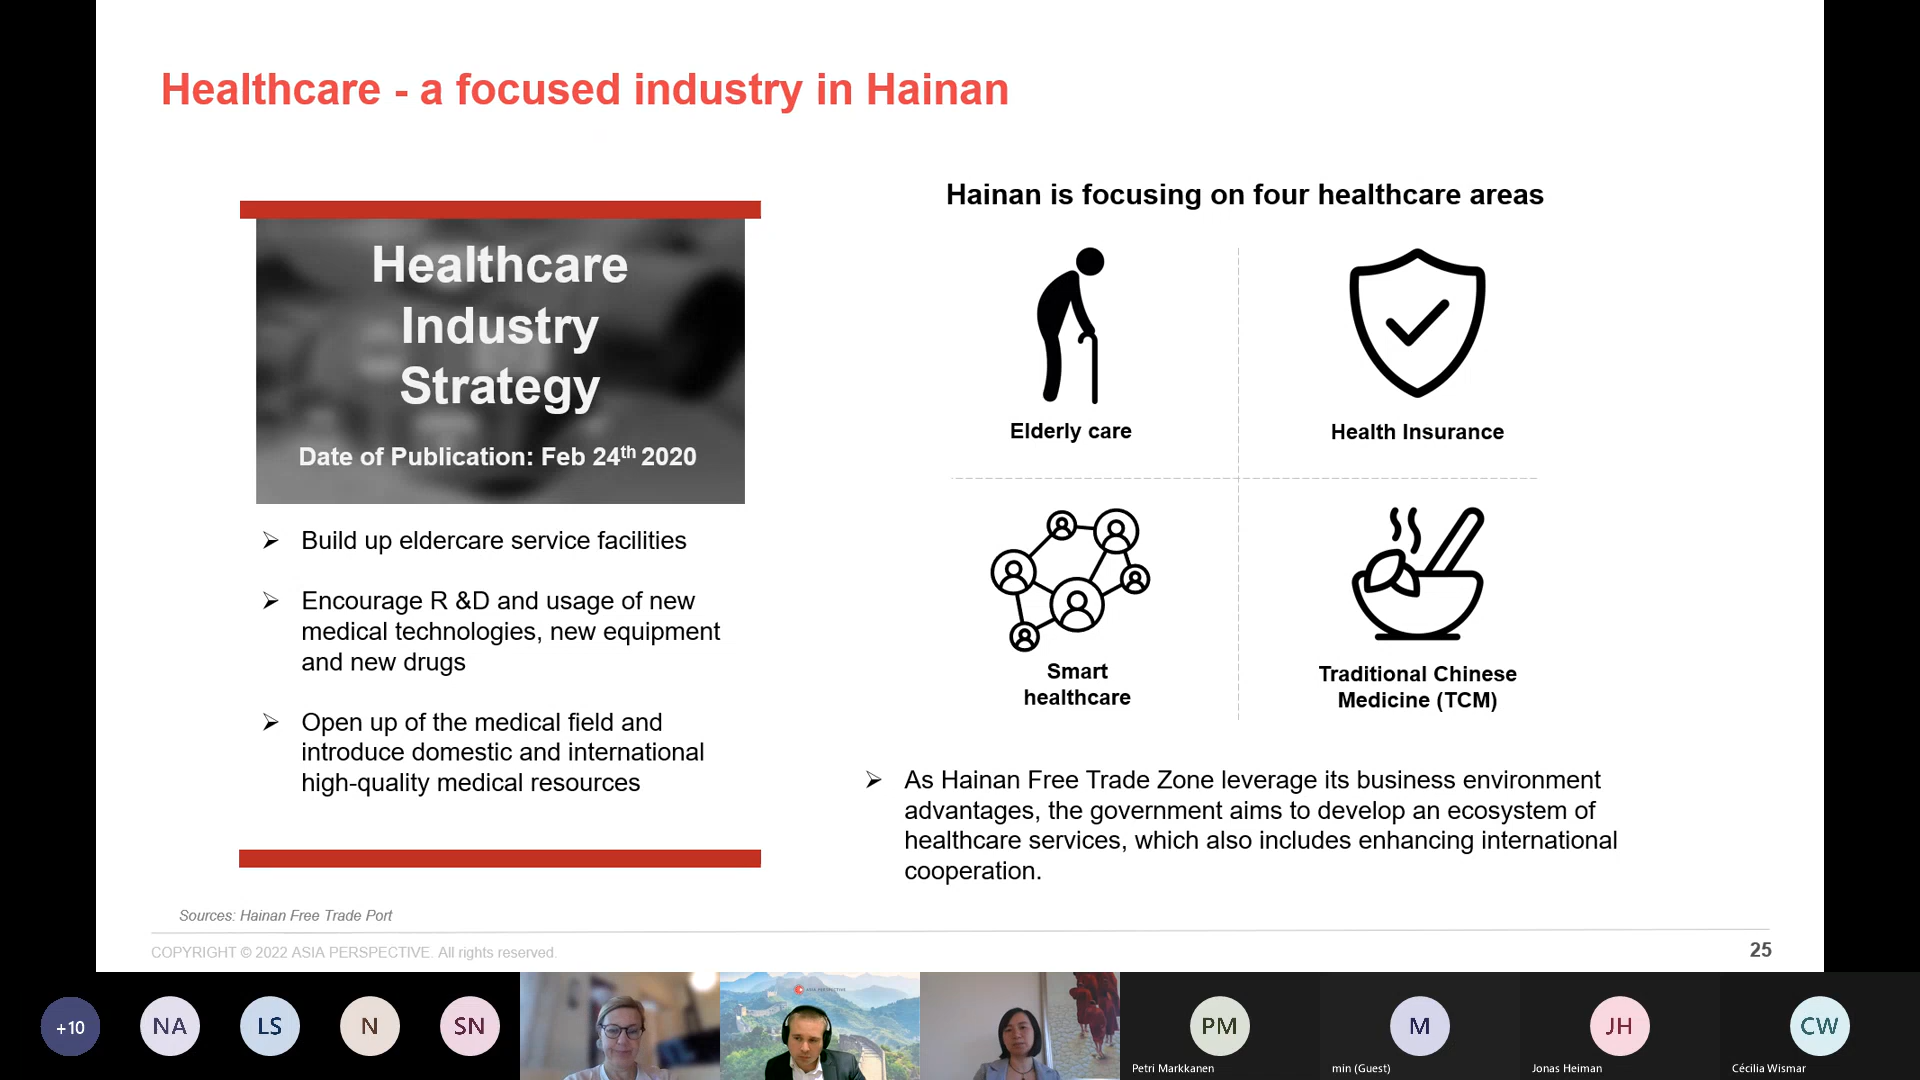 Healthcare - a focused industry in Hainan
Healthcare
Industry
Strategy
Date of Publication: Feb 24th 2020
➢ Build up eldercare service facilities
➢ Encourage R &D and usage of new
medical technologies, new equipment
and new drugs
➢ Open up of the medical field and
introduce domestic and international
high-quality medical resources
Hainan is focusing on four healthcare areas
Elderly care
Health Insurance
Smart
healthcare
Traditional Chinese
Medicine (TCM)
➢ As Hainan Free Trade Zone leverage its business environment
advantages, the government aims to develop an ecosystem of
healthcare services, which also includes enhancing international
cooperation.
Sources: Hainan Free Trade Port
COPYRIGHT © 2022 ASIA PERSPECTIVE. All rights reserved.
25
+10
NA
LS
N
SN
ASIA PERSPECTIVE
PM
Petri Markkanen
M
min (Guest)
JH
Jonas Heiman
CW
Cécilia Wismar